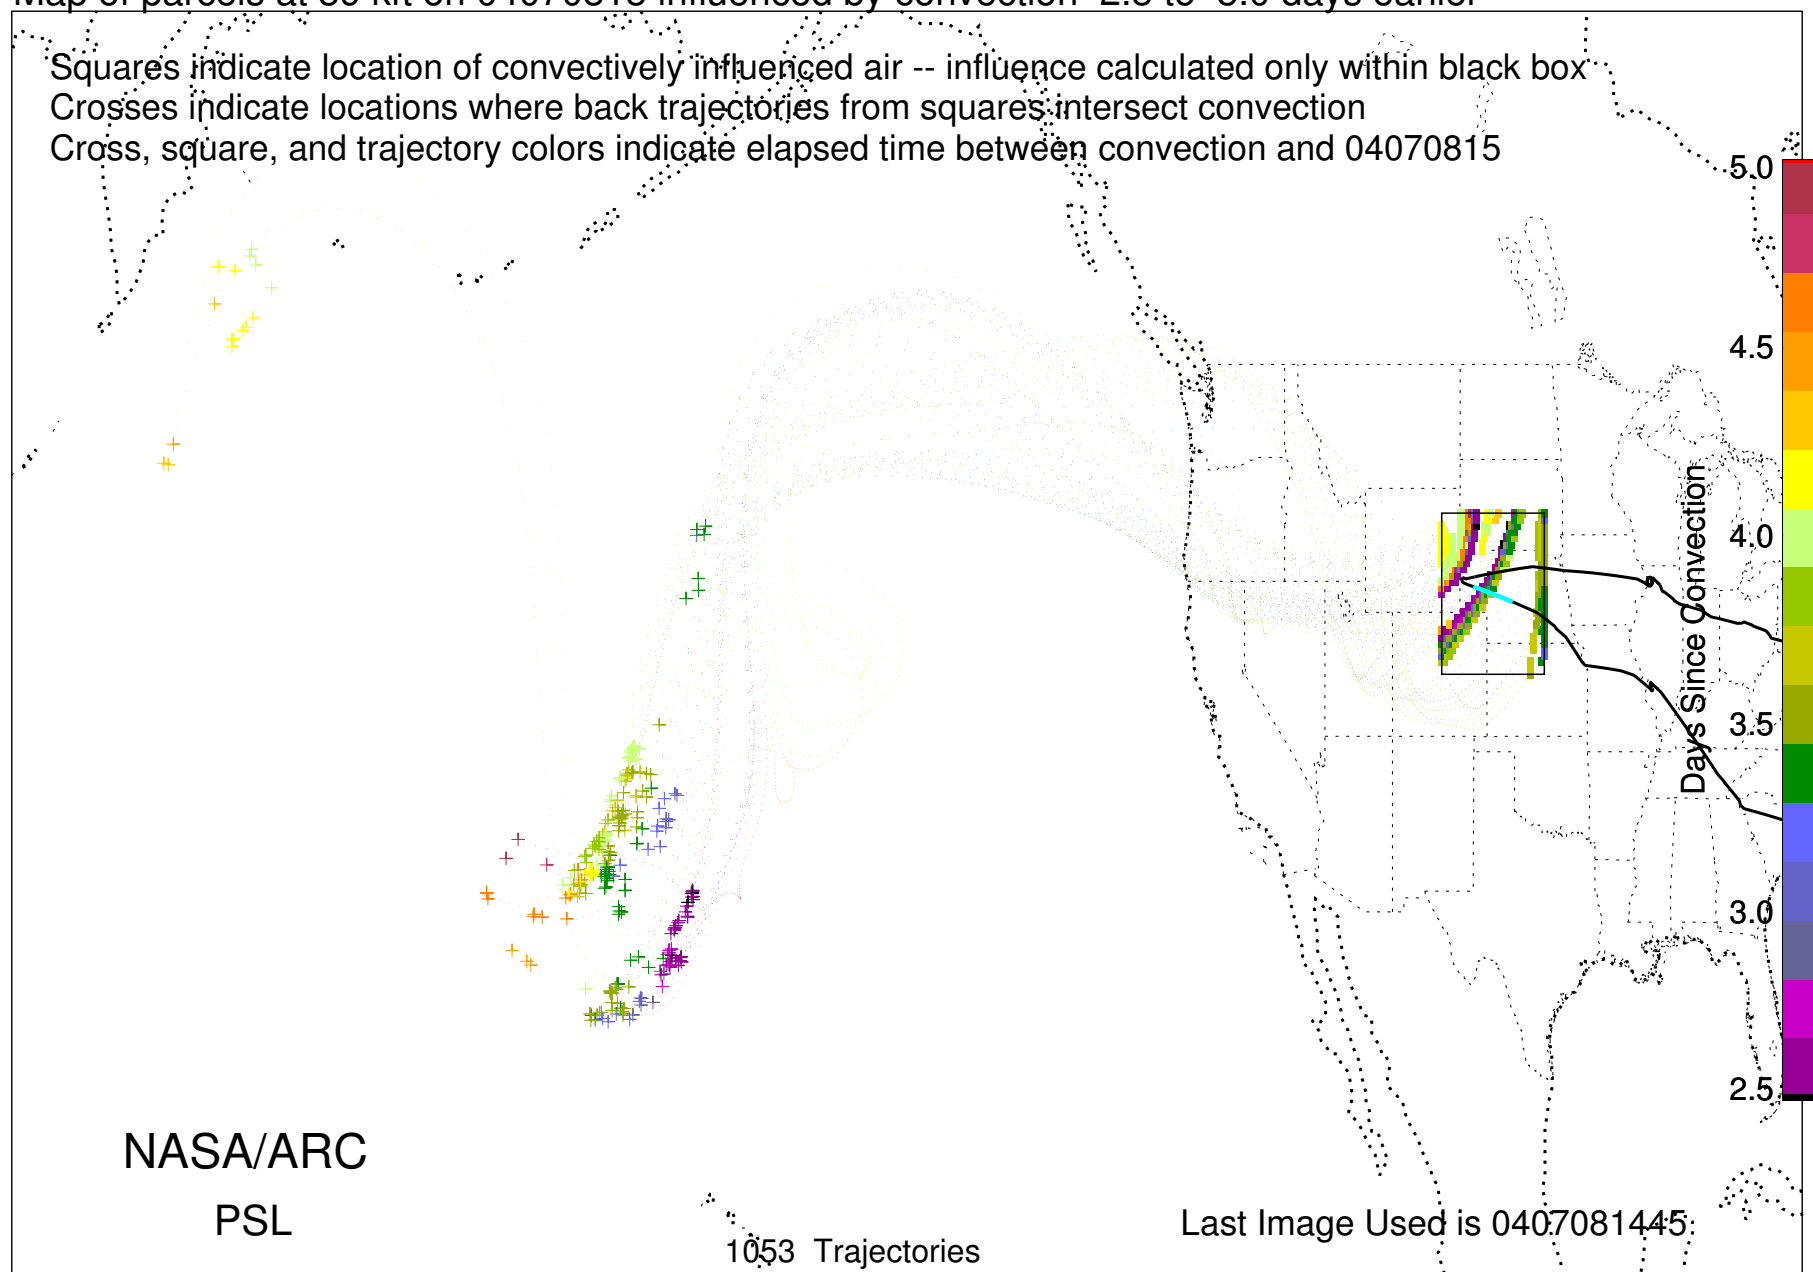 Squares indicate location of convectively influced air -- influence calculated only within black box
Crosses indicate locations where back trajectories from squares intersect convection
Cross, square, and trajectory colors indicate elapsed time between convection and 04070815
5.0
4.5
4.0
3.5
3.0
2.5
Days Since Convection
NASA/ARC
PSL
1053 Trajectories
Last Image Used is 0407081445